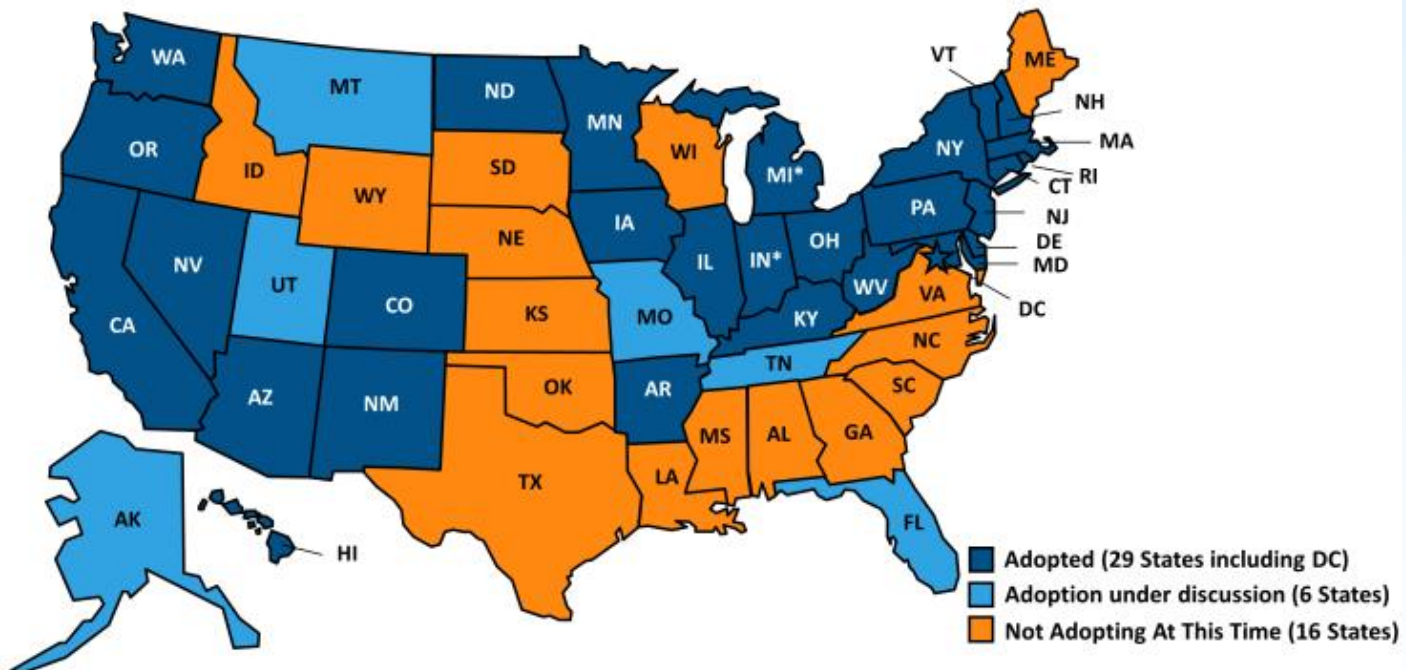 WA
MT
ND
MN
VT
ME
NH
MA
RI
CT
NJ
DE
MD
DC
OR
ID
WY
SD
WI
MI*
NY
NV
UT
CO
NE
IA
IL
IN*
OH
PA
WV
VA
CA
AZ
NM
KS
MO
KY
TN
NC
SC
OK
AR
TX
LA
MS
AL
GA
FL
AK
HI
Adopted (29 States including DC)
Adoption under discussion (6 States)
Not Adopting At This Time (16 States)